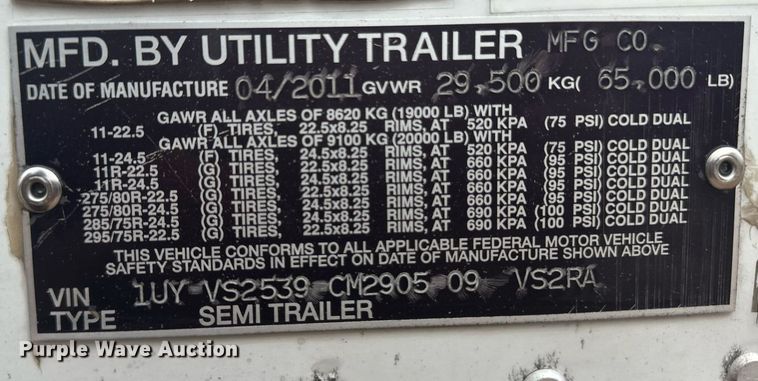 MFD. BY UTILITY TRAILER MFG CO.
DATE OF MANUFACTURE 04/2011 GVWR 29,500 KG( 65,000 LB)
GAWR ALL AXLES OF 8620 KG (19000 LB) WITH
11-22.5 (F) TIRES, 22.5x8.25 RIMS, AT 520 KPA (75 PSI) COLD DUAL
GAWR ALL AXLES OF 9100 KG (20000 LB) WITH
11-24.5 (F) TIRES, 24.5x8.25 RIMS, AT 520 KPA (75 PSI) COLD DUAL
11R-22.5 (G) TIRES, 22.5x8.25 RIMS, AT 660 KPA (95 PSI) COLD DUAL
11R-24.5 (G) TIRES, 24.5x8.25 RIMS, AT 660 KPA (95 PSI) COLD DUAL
275/80R-22.5 (G) TIRES, 22.5x8.25 RIMS, AT 660 KPA (95 PSI) COLD DUAL
275/80R-24.5 (G) TIRES, 24.5x8.25 RIMS, AT 660 KPA (95 PSI) COLD DUAL
285/75R-24.5 (G) TIRES, 24.5x8.25 RIMS, AT 690 KPA (100 PSI) COLD DUAL
295/75R-22.5 (G) TIRES, 22.5x8.25 RIMS, AT 690 KPA (100 PSI) COLD DUAL
THIS VEHICLE CONFORMS TO ALL APPLICABLE FEDERAL MOTOR VEHICLE
SAFETY STANDARDS IN EFFECT ON DATE OF MANUFACTURE SHOWN ABOVE
VIN 1UY VS2539 CM2905 09 VS2RA
TYPE SEMI TRAILER
Purple Wave Auction